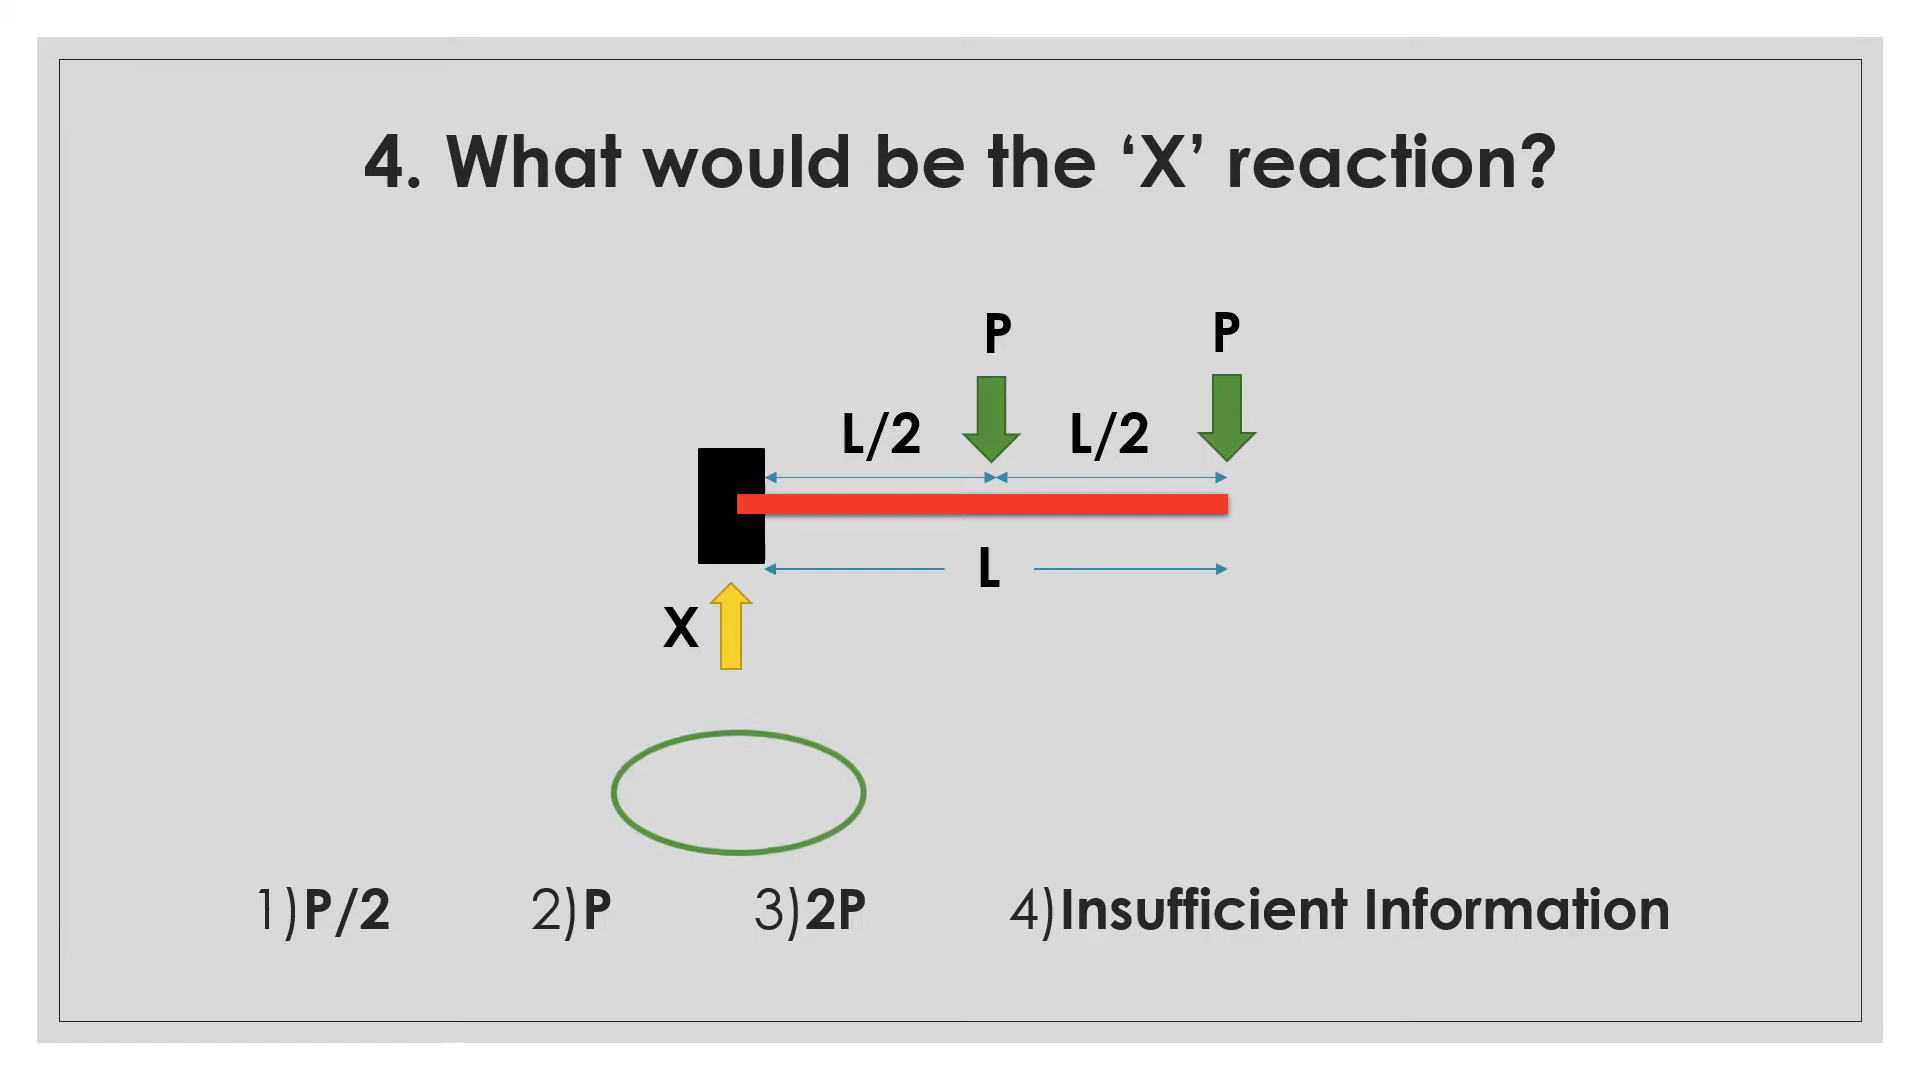 4. What would be the ‘X’ reaction?
P P
L/2 L/2
L
X
1)P/2 2)P 3)2P 4)Insufficient Information